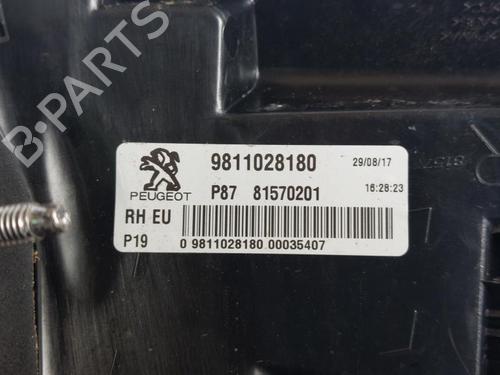 9811028180
29/08/17
PEUGEOT
P87 81570201
16:28:23
RH EU
P19
0 9811028180 00035407
B-PARTS